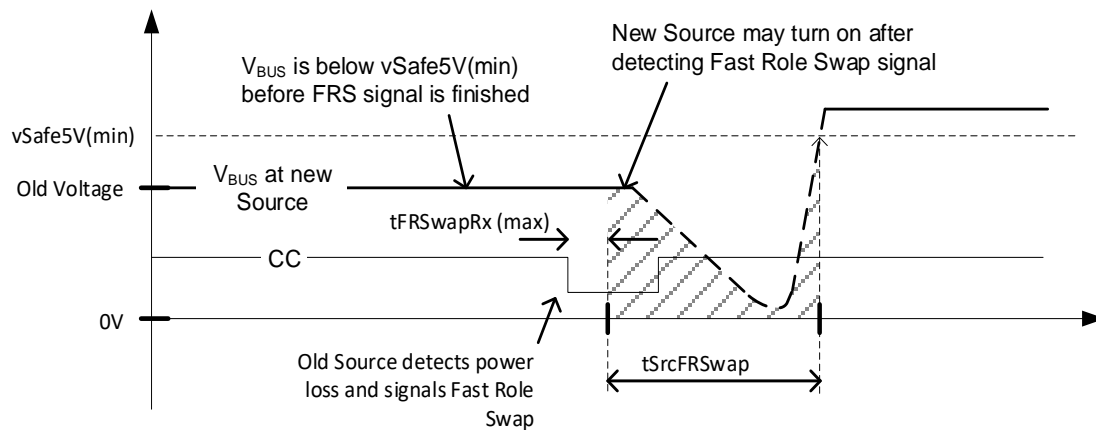 New Source may turn on after
detecting Fast Role Swap signal
VBUS is below vSafe5V(min)
before FRS signal is finished
vSafe5V(min)
Old Voltage
VBUS at new
Source
tFRSwapRx (max)
CC
0V
Old Source detects power
loss and signals Fast Role
Swap
tSrcFRSwap